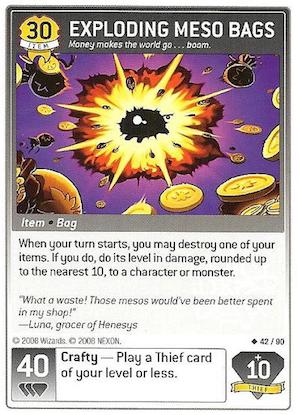 30
ITEM
EXPLODING MESO BAGS
Money makes the world go . . . boom.
Item • Bag
When your turn starts, you may destroy one of your
items. If you do, do its level in damage, rounded up
to the nearest 10, to a character or monster.
"What a waste! Those mesos would've been better spent
in my shop!"
—Luna, grocer of Henesys
© 2008 Wizards. © 2008 NEXON.
◆ 42 / 90
40
Crafty — Play a Thief card
of your level or less.
+
10
THIEF